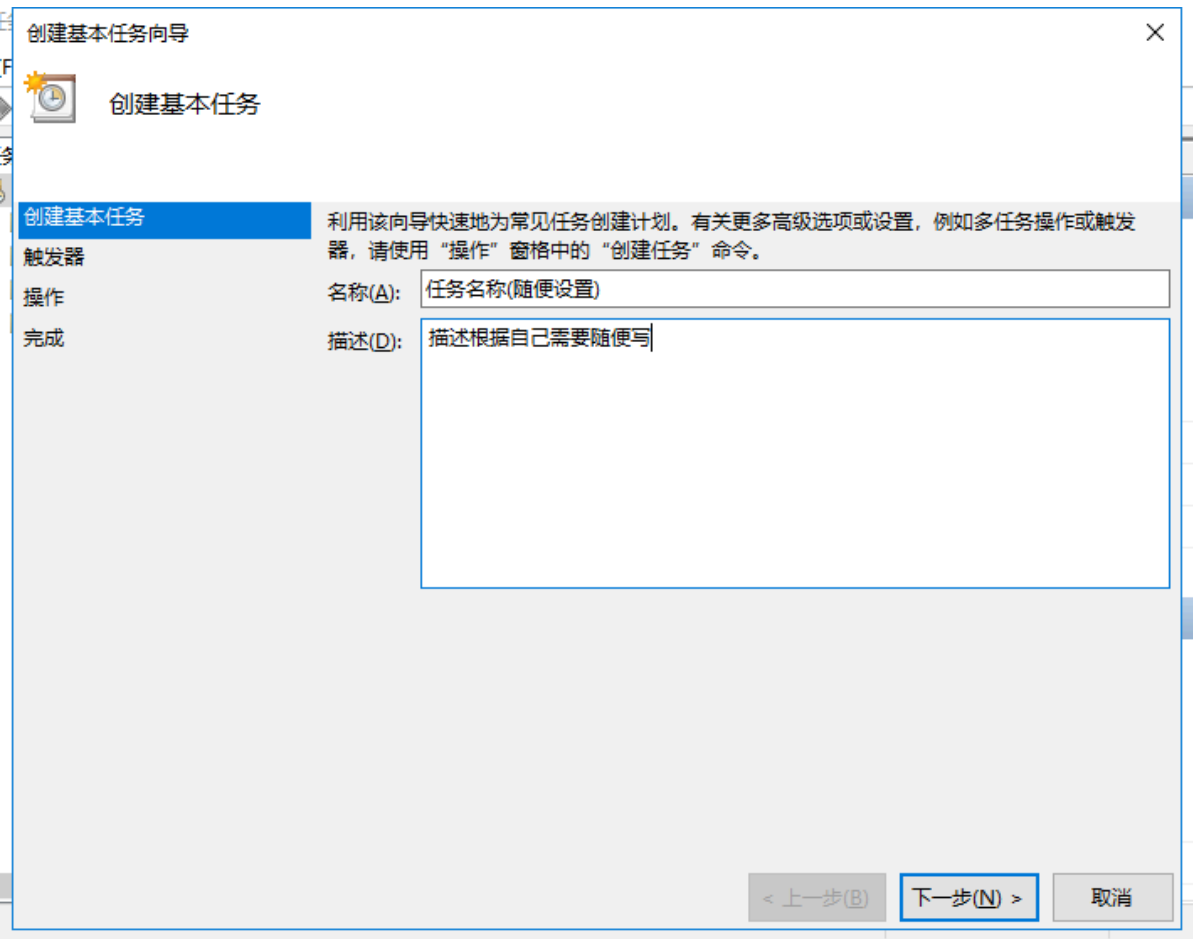 创建基本任务向导
创建基本任务
创建基本任务
触发器
操作
完成
利用该向导快速地为常见任务创建计划。有关更多高级选项或设置，例如多任务操作或触发
器，请使用“操作”窗格中的“创建任务”命令。
名称(A):
任务名称(随便设置)
描述(D):
描述根据自己需要随便写
< 上一步(B)
下一步(N) >
取消